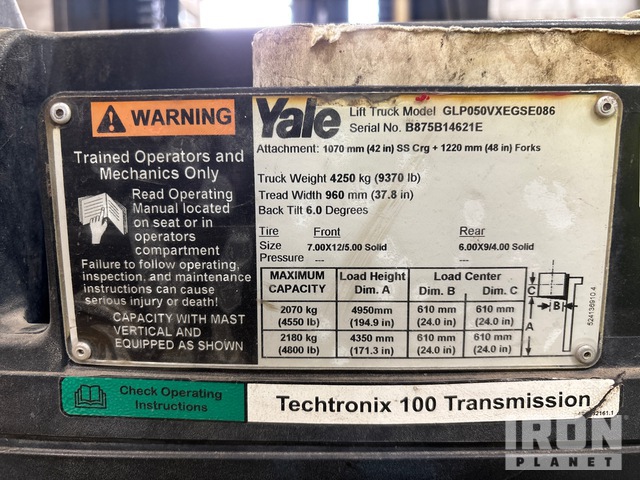 WARNING
Trained Operators and
Mechanics Only
Read Operating
Manual located
on seat or in
operators
compartment
Failure to follow operating,
inspection, and maintenance
instructions can cause
serious injury or death!
CAPACITY WITH MAST
VERTICAL AND
EQUIPPED AS SHOWN
Yale
Lift Truck Model GLP050VXEGSE086
Serial No. B875B14621E
Attachment: 1070 mm (42 in) SS Crg + 1220 mm (48 in) Forks
Truck Weight 4250 kg (9370 lb)
Tread Width 960 mm (37.8 in)
Back Tilt 6.0 Degrees
Tire Front Rear
Size 7.00X12/5.00 Solid 6.00X9/4.00 Solid
Pressure --- ---
MAXIMUM CAPACITY Load Height Dim. A Load Center Dim. B Dim. C
2070 kg 4950mm 610 mm 610 mm
(4550 lb) (194.9 in) (24.0 in) (24.0 in)
2180 kg 4350 mm 610 mm 610 mm
(4800 lb) (171.3 in) (24.0 in) (24.0 in)
C
B
A
524136910 4
Check Operating
Instructions
Techtronix 100 Transmission
IRON
PLANET